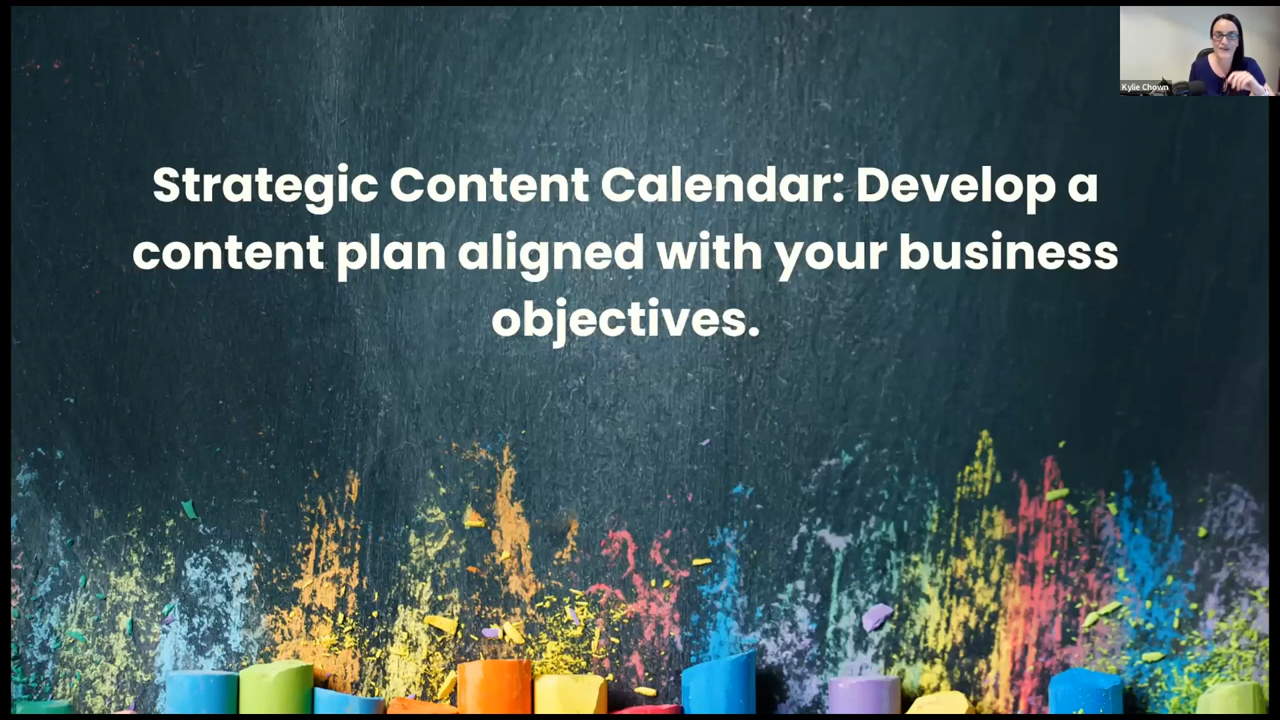 Kylie Chown
Strategic Content Calendar: Develop a
content plan aligned with your business
objectives.